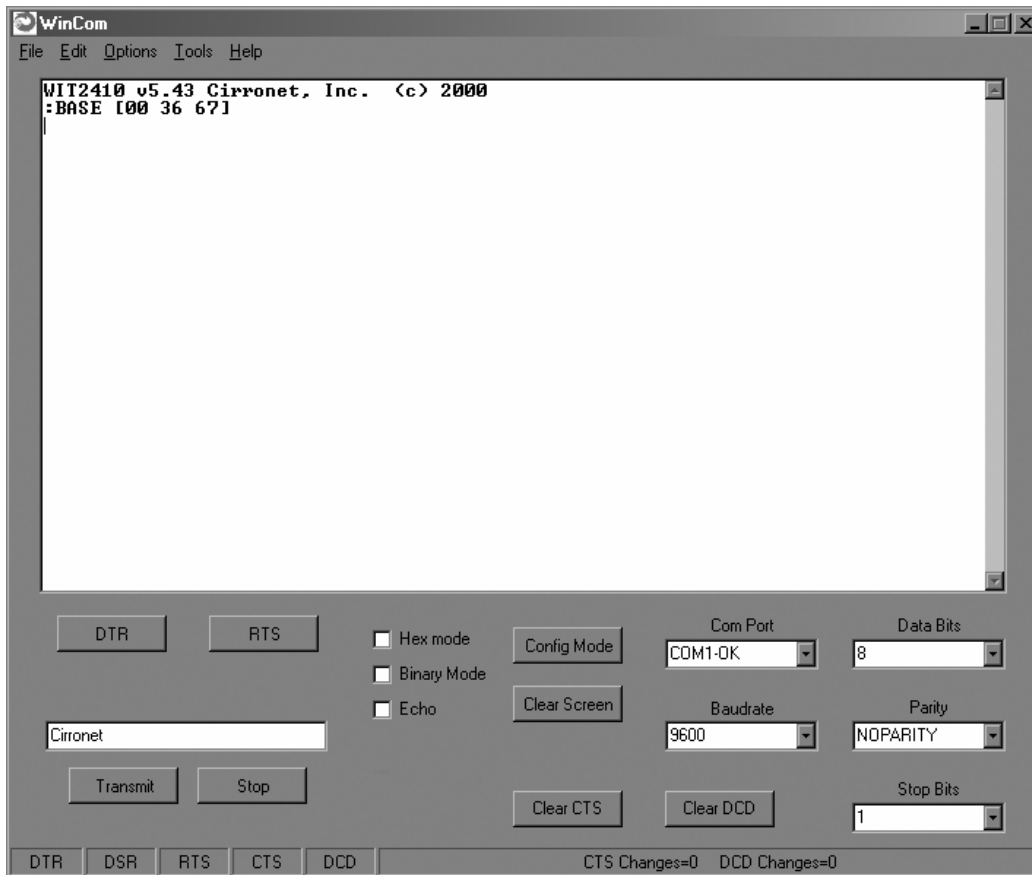 WinCom
File Edit Options Tools Help
WIT2410 v5.43 Cirronet, Inc. (c) 2000
:BASE [00 36 67]
DTR RTS
Hex mode
Binary Mode
Echo
Config Mode
Clear Screen
Com Port
COM1-OK
Data Bits
8
Baudrate
9600
Parity
NOPARITY
Cirronet
Transmit Stop
Clear CTS Clear DCD
Stop Bits
1
DTR DSR RTS CTS DCD CTS Changes=0 DCD Changes=0